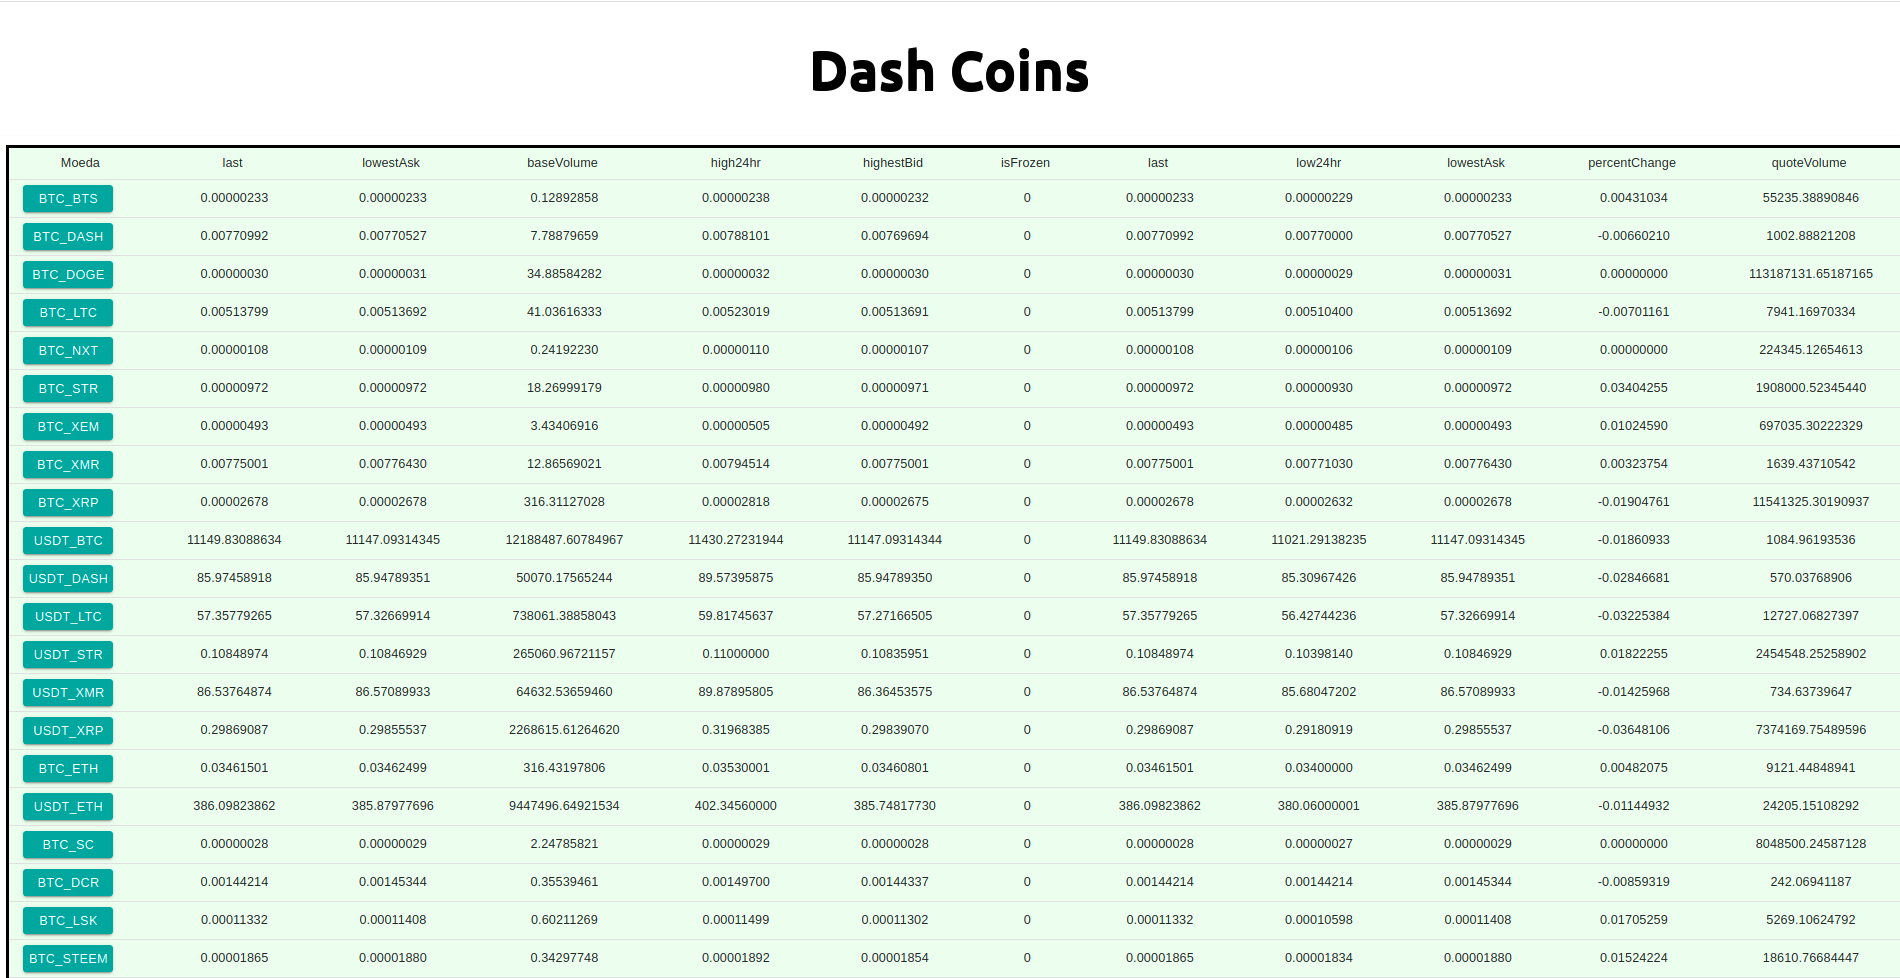 Dash Coins
Moeda last lowestAsk baseVolume high24hr highestBid isFrozen last low24hr lowestAsk percentChange quoteVolume
BTC_BTS 0.00000233 0.00000233 0.12892858 0.00000238 0.00000232 0 0.00000233 0.00000229 0.00000233 0.00431034 55235.38890846
BTC_DASH 0.00770992 0.00770527 7.78879659 0.00788101 0.00769694 0 0.00770992 0.00770000 0.00770527 -0.00660210 1002.88821208
BTC_DOGE 0.00000030 0.00000031 34.88584282 0.00000032 0.00000030 0 0.00000030 0.00000029 0.00000031 0.00000000 113187131.65187165
BTC_LTC 0.00513799 0.00513692 41.03616333 0.00523019 0.00513691 0 0.00513799 0.00510400 0.00513692 -0.00701161 7941.16970334
BTC_NXT 0.00000108 0.00000109 0.24192230 0.00000110 0.00000107 0 0.00000108 0.00000106 0.00000109 0.00000000 224345.12654613
BTC_STR 0.00000972 0.00000972 18.26999179 0.00000980 0.00000971 0 0.00000972 0.00000930 0.00000972 0.03404255 1908000.52345440
BTC_XEM 0.00000493 0.00000493 3.43406916 0.00000505 0.00000492 0 0.00000493 0.00000485 0.00000493 0.01024590 697035.30222329
BTC_XMR 0.00775001 0.00776430 12.86569021 0.00794514 0.00775001 0 0.00775001 0.00771030 0.00776430 0.00323754 1639.43710542
BTC_XRP 0.00002678 0.00002678 316.31127028 0.00002818 0.00002675 0 0.00002678 0.00002632 0.00002678 -0.01904761 11541325.30190937
USDT_BTC 11149.83088634 11147.09314345 12188487.60784967 11430.27231944 11147.09314344 0 11149.83088634 11021.29138235 11147.09314345 -0.01860933 1084.96193536
USDT_DASH 85.97458918 85.94789351 50070.17565244 89.57395875 85.94789350 0 85.97458918 85.30967426 85.94789351 -0.02846681 570.03768906
USDT_LTC 57.35779265 57.32669914 738061.38858043 59.81745637 57.27166505 0 57.35779265 56.42744236 57.32669914 -0.03225384 12727.06827397
USDT_STR 0.10848974 0.10846929 265060.96721157 0.11000000 0.10835951 0 0.10848974 0.10398140 0.10846929 0.01822255 2454548.25258902
USDT_XMR 86.53764874 86.57089933 64632.53659460 89.87895805 86.36453575 0 86.53764874 85.68047202 86.57089933 -0.01425968 734.63739647
USDT_XRP 0.29869087 0.29855537 2268615.61264620 0.31968385 0.29839070 0 0.29869087 0.29180919 0.29855537 -0.03648106 7374169.75489596
BTC_ETH 0.03461501 0.03462499 316.43197806 0.03530001 0.03460801 0 0.03461501 0.03400000 0.03462499 0.00482075 9121.44848941
USDT_ETH 386.09823862 385.87977696 9447496.64921534 402.34560000 385.74817730 0 386.09823862 380.06000001 385.87977696 -0.01144932 24205.15108292
BTC_SC 0.00000028 0.00000029 2.24785821 0.00000029 0.00000028 0 0.00000028 0.00000027 0.00000029 0.00000000 8048500.24587128
BTC_DCR 0.00144214 0.00145344 0.35539461 0.00149700 0.00144337 0 0.00144214 0.00144214 0.00145344 -0.00859319 242.06941187
BTC_LSK 0.00011332 0.00011408 0.60211269 0.00011499 0.00011302 0 0.00011332 0.00010598 0.00011408 0.01705259 5269.10624792
BTC_STEEM 0.00001865 0.00001880 0.34297748 0.00001892 0.00001854 0 0.00001865 0.00001834 0.00001880 0.01524224 18610.76684447